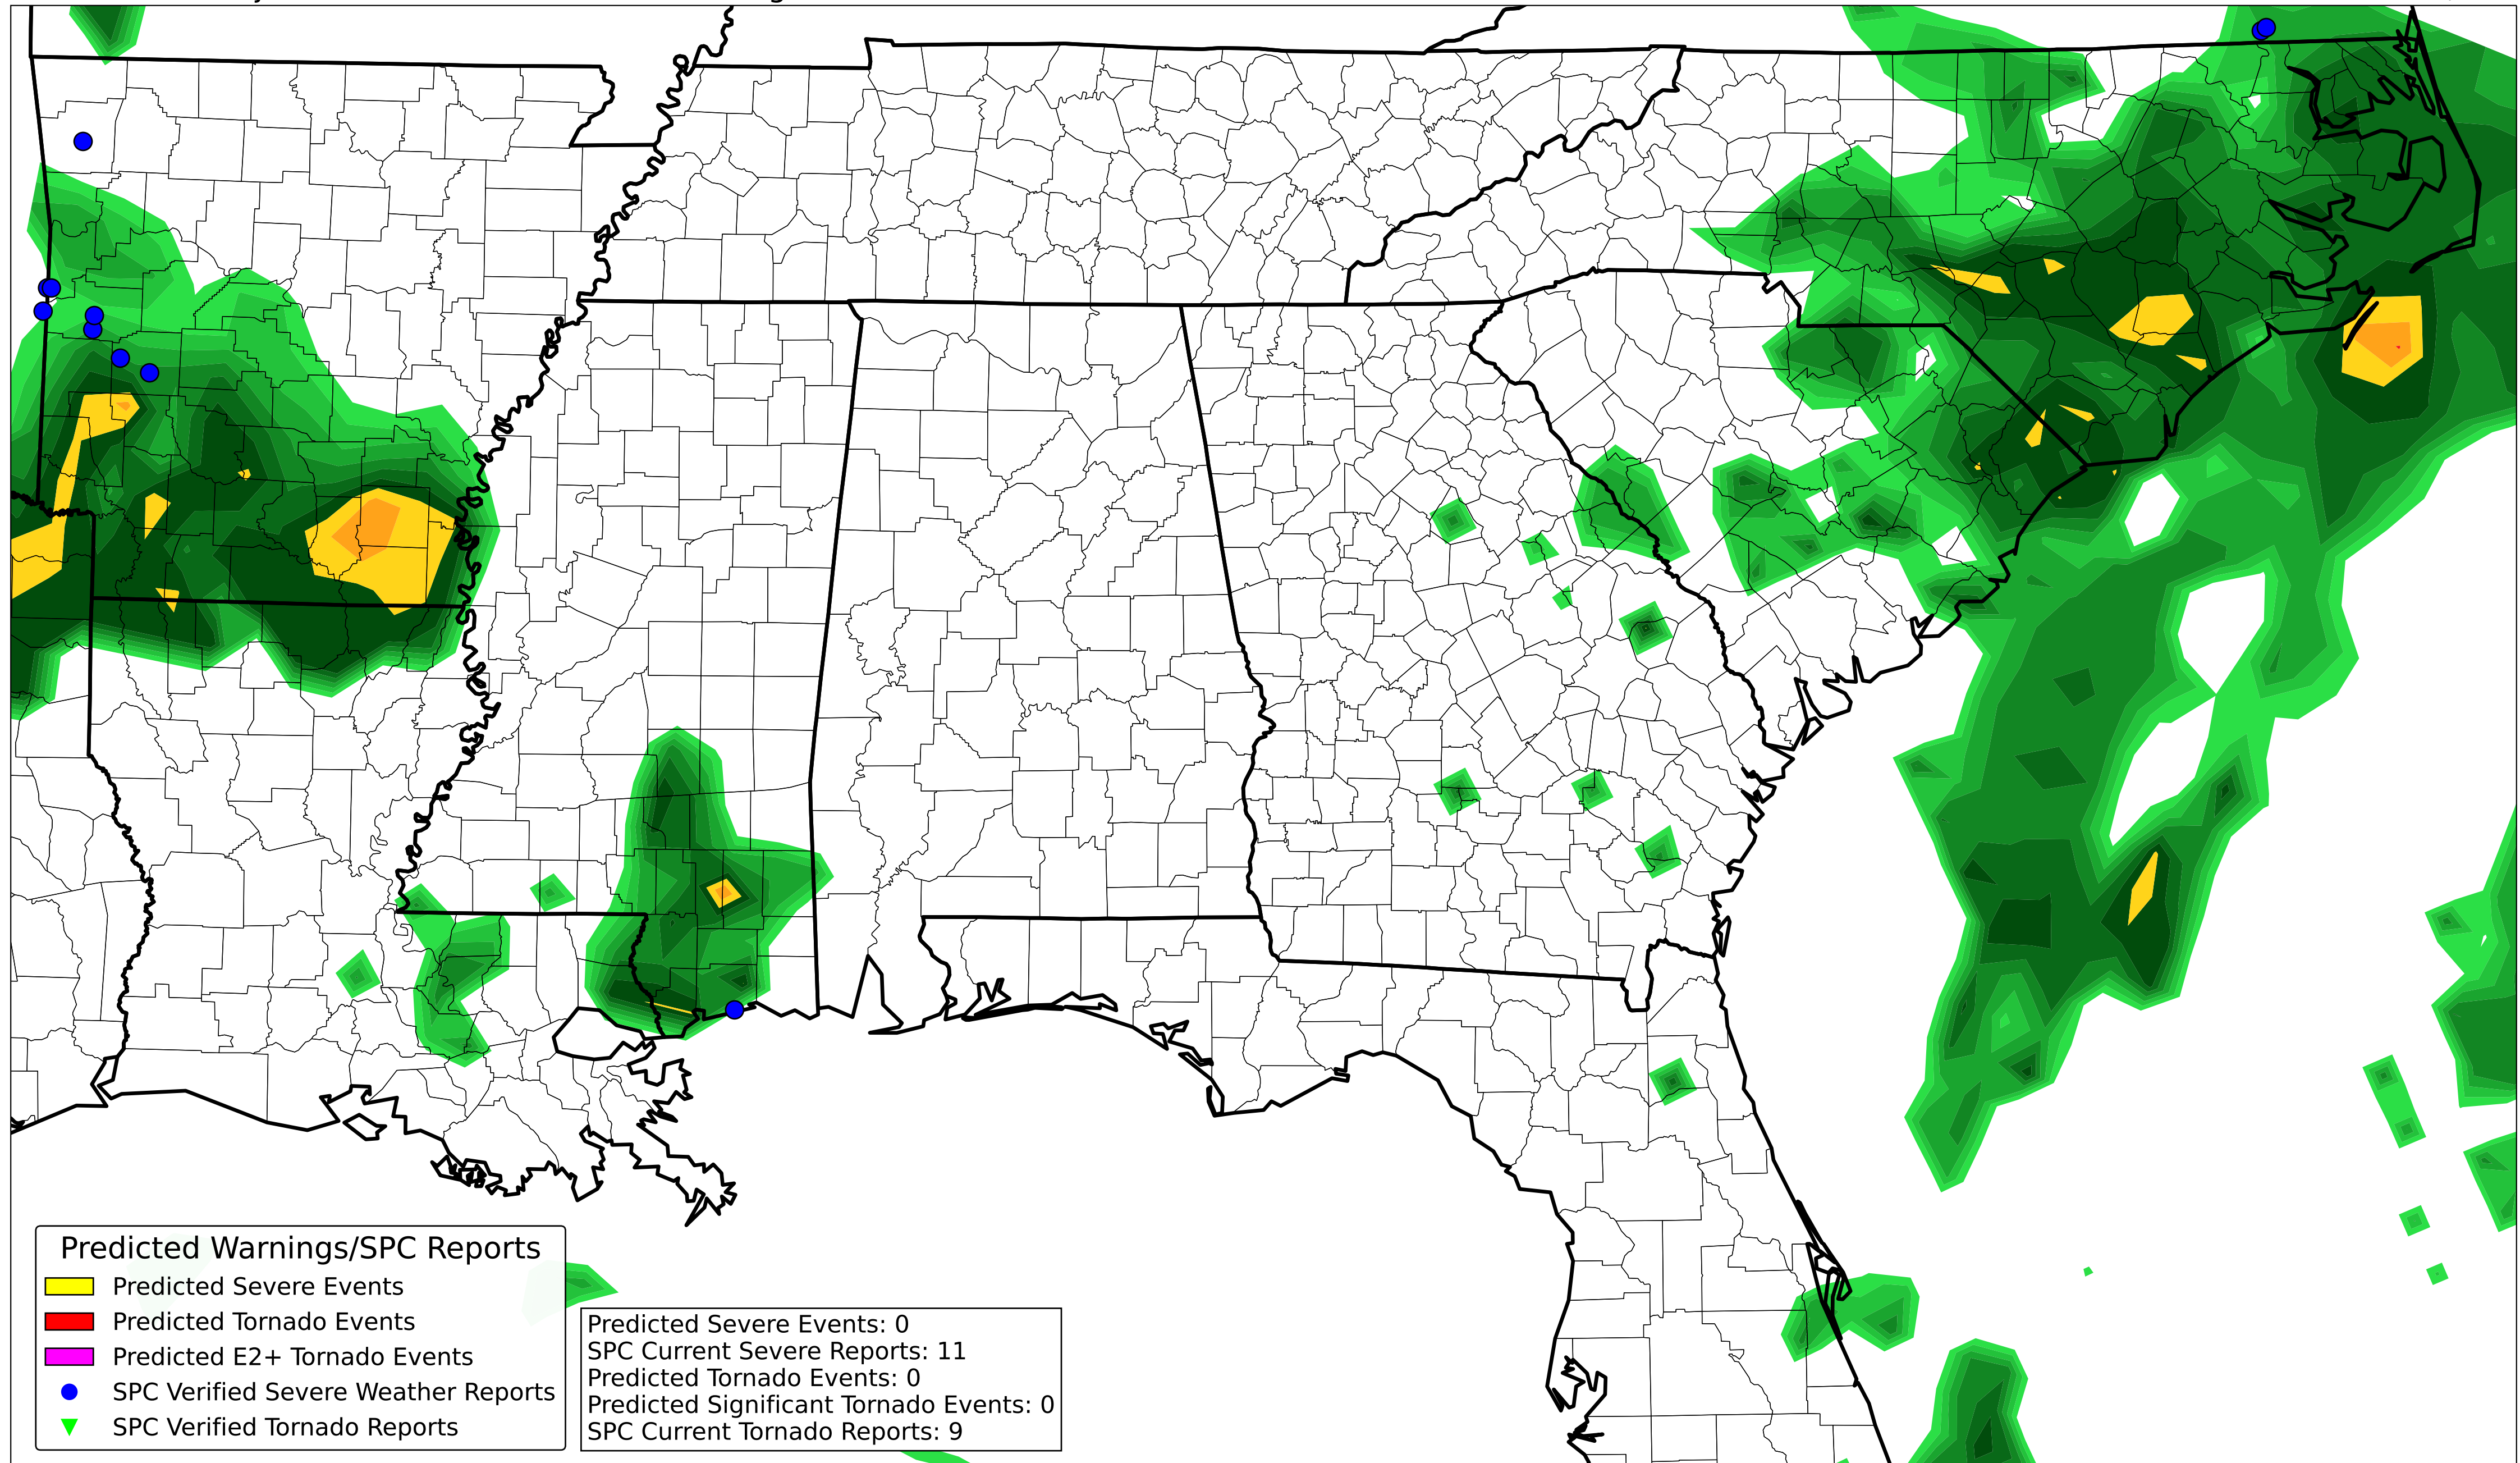 Predicted Warnings/SPC Reports
Predicted Severe Events
Predicted Tornado Events
Predicted E2+ Tornado Events
SPC Verified Severe Weather Reports
SPC Verified Tornado Reports
Predicted Severe Events: 0
SPC Current Severe Reports: 11
Predicted Tornado Events: 0
Predicted Significant Tornado Events: 0
SPC Current Tornado Reports: 9